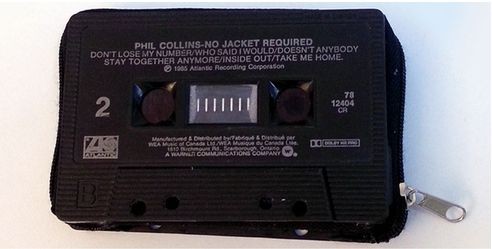 PHIL COLLINS-NO JACKET REQUIRED
DON'T LOSE MY NUMBER/WHO SAID I WOULD/DOESN'T ANYBODY
STAY TOGETHER ANYMORE/INSIDE OUT/TAKE ME HOME.
℗ 1985 Atlantic Recording Corporation
2
78
12404
CR
ATLANTIC
Manufactured & Distributed by/Fabriqué & Distribué par
WEA Music of Canada Ltd./WEA Musique du Canada Ltée.
1810 Birchmount Rd., Scarborough, Ontario
A WARNER COMMUNICATIONS COMPANY
DOLBY HX PRO
B